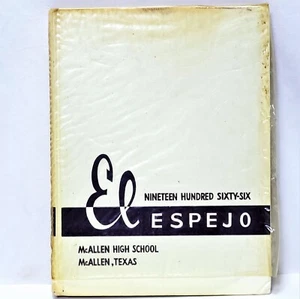 NINETEEN HUNDRED SIXTY-SIX
El ESPEJO
McALLEN HIGH SCHOOL
McALLEN, TEXAS